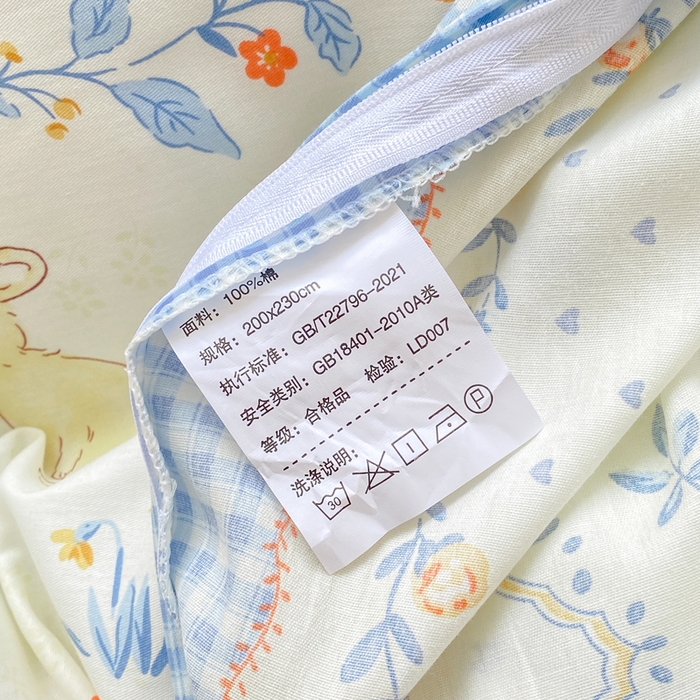 面料：100%棉
规格：200x230cm
执行标准：GB/T22796-2021
安全类别：GB18401-2010A类
等级：合格品 检验：LD007
洗涤说明：
30 P